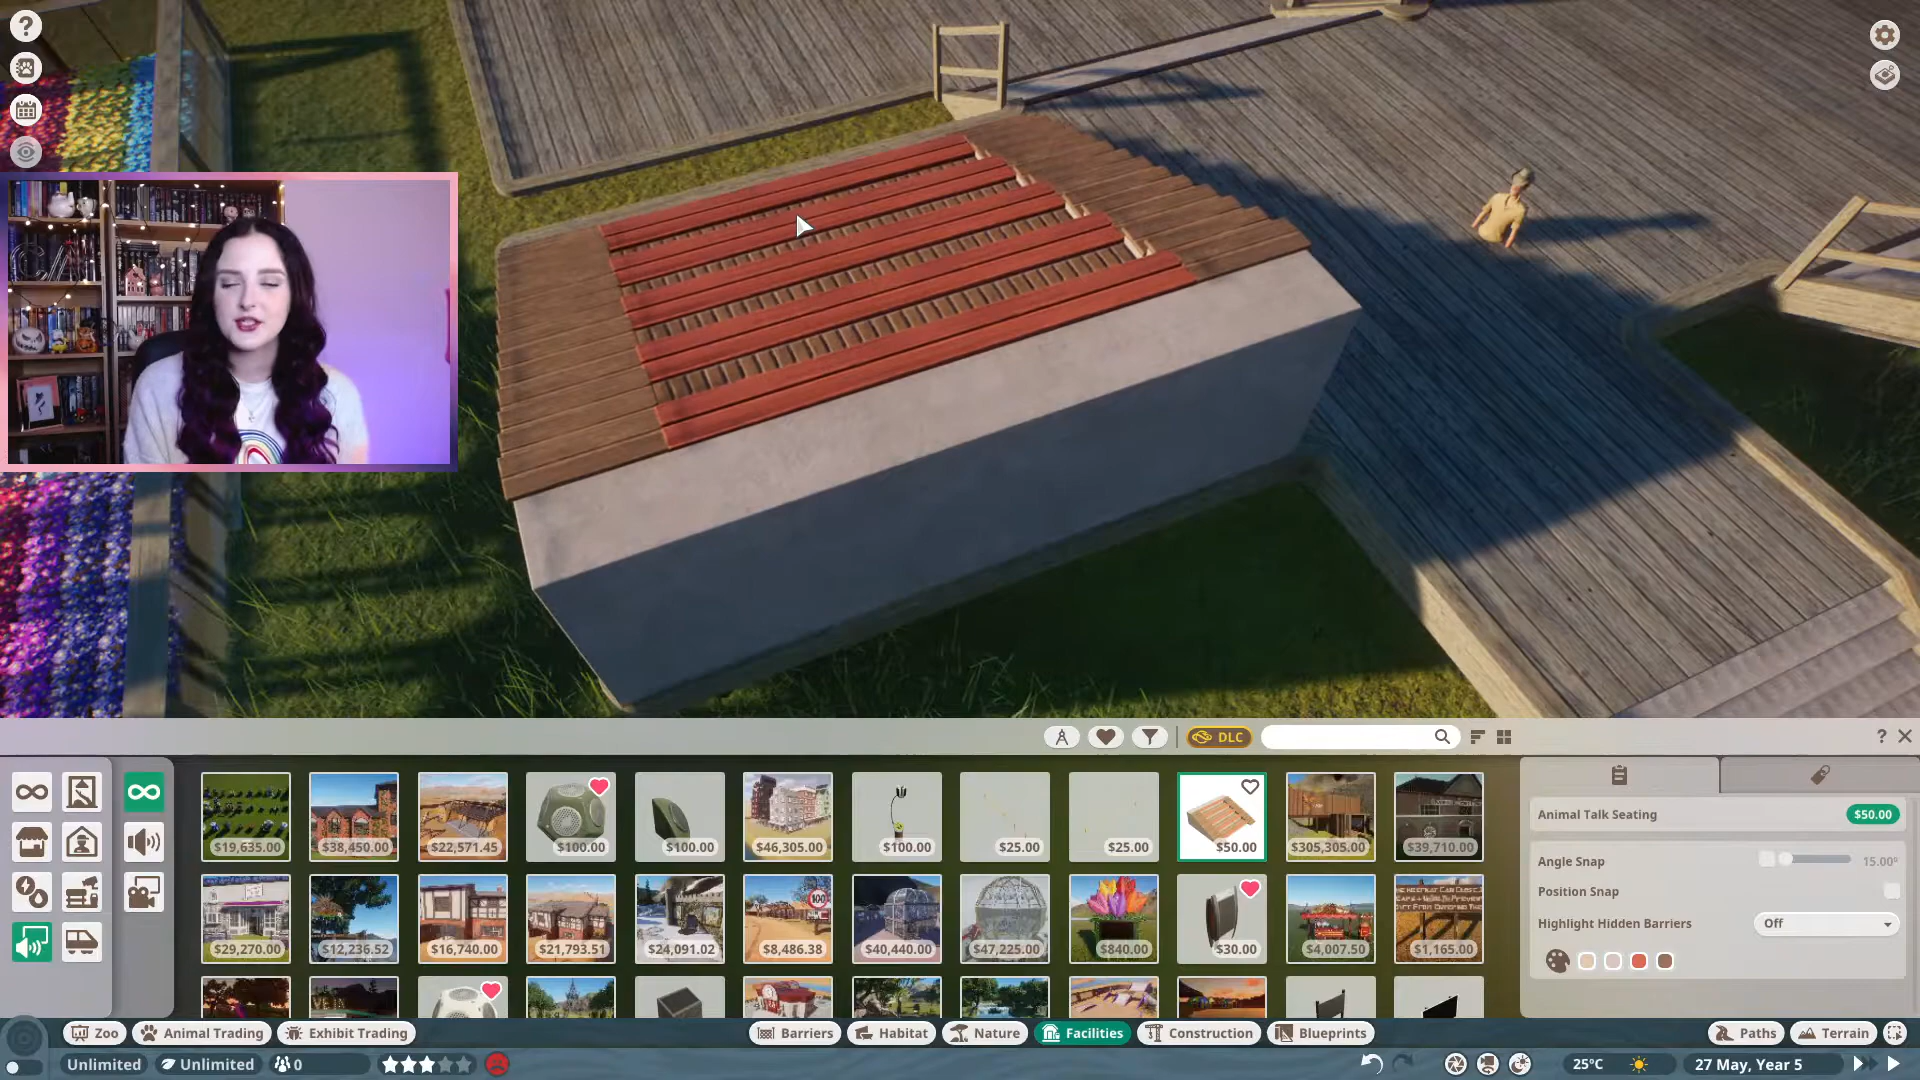 DLC
$19,635.00
$38,450.00
$22,571.45
$100.00
$100.00
$46,305.00
$100.00
$25.00
$25.00
$50.00
$305,305.00
$39,710.00
$29,270.00
$12,236.52
$16,740.00
$21,793.51
$24,091.02
$8,486.38
$40,440.00
$47,225.00
$840.00
$30.00
$4,007.50
$1,165.00
Animal Talk Seating
$50.00
Angle Snap
15.00°
Position Snap
Highlight Hidden Barriers
Off
Zoo
Animal Trading
Exhibit Trading
Barriers
Habitat
Nature
Facilities
Construction
Blueprints
Paths
Terrain
Unlimited
Unlimited
0
25°C
27 May, Year 5